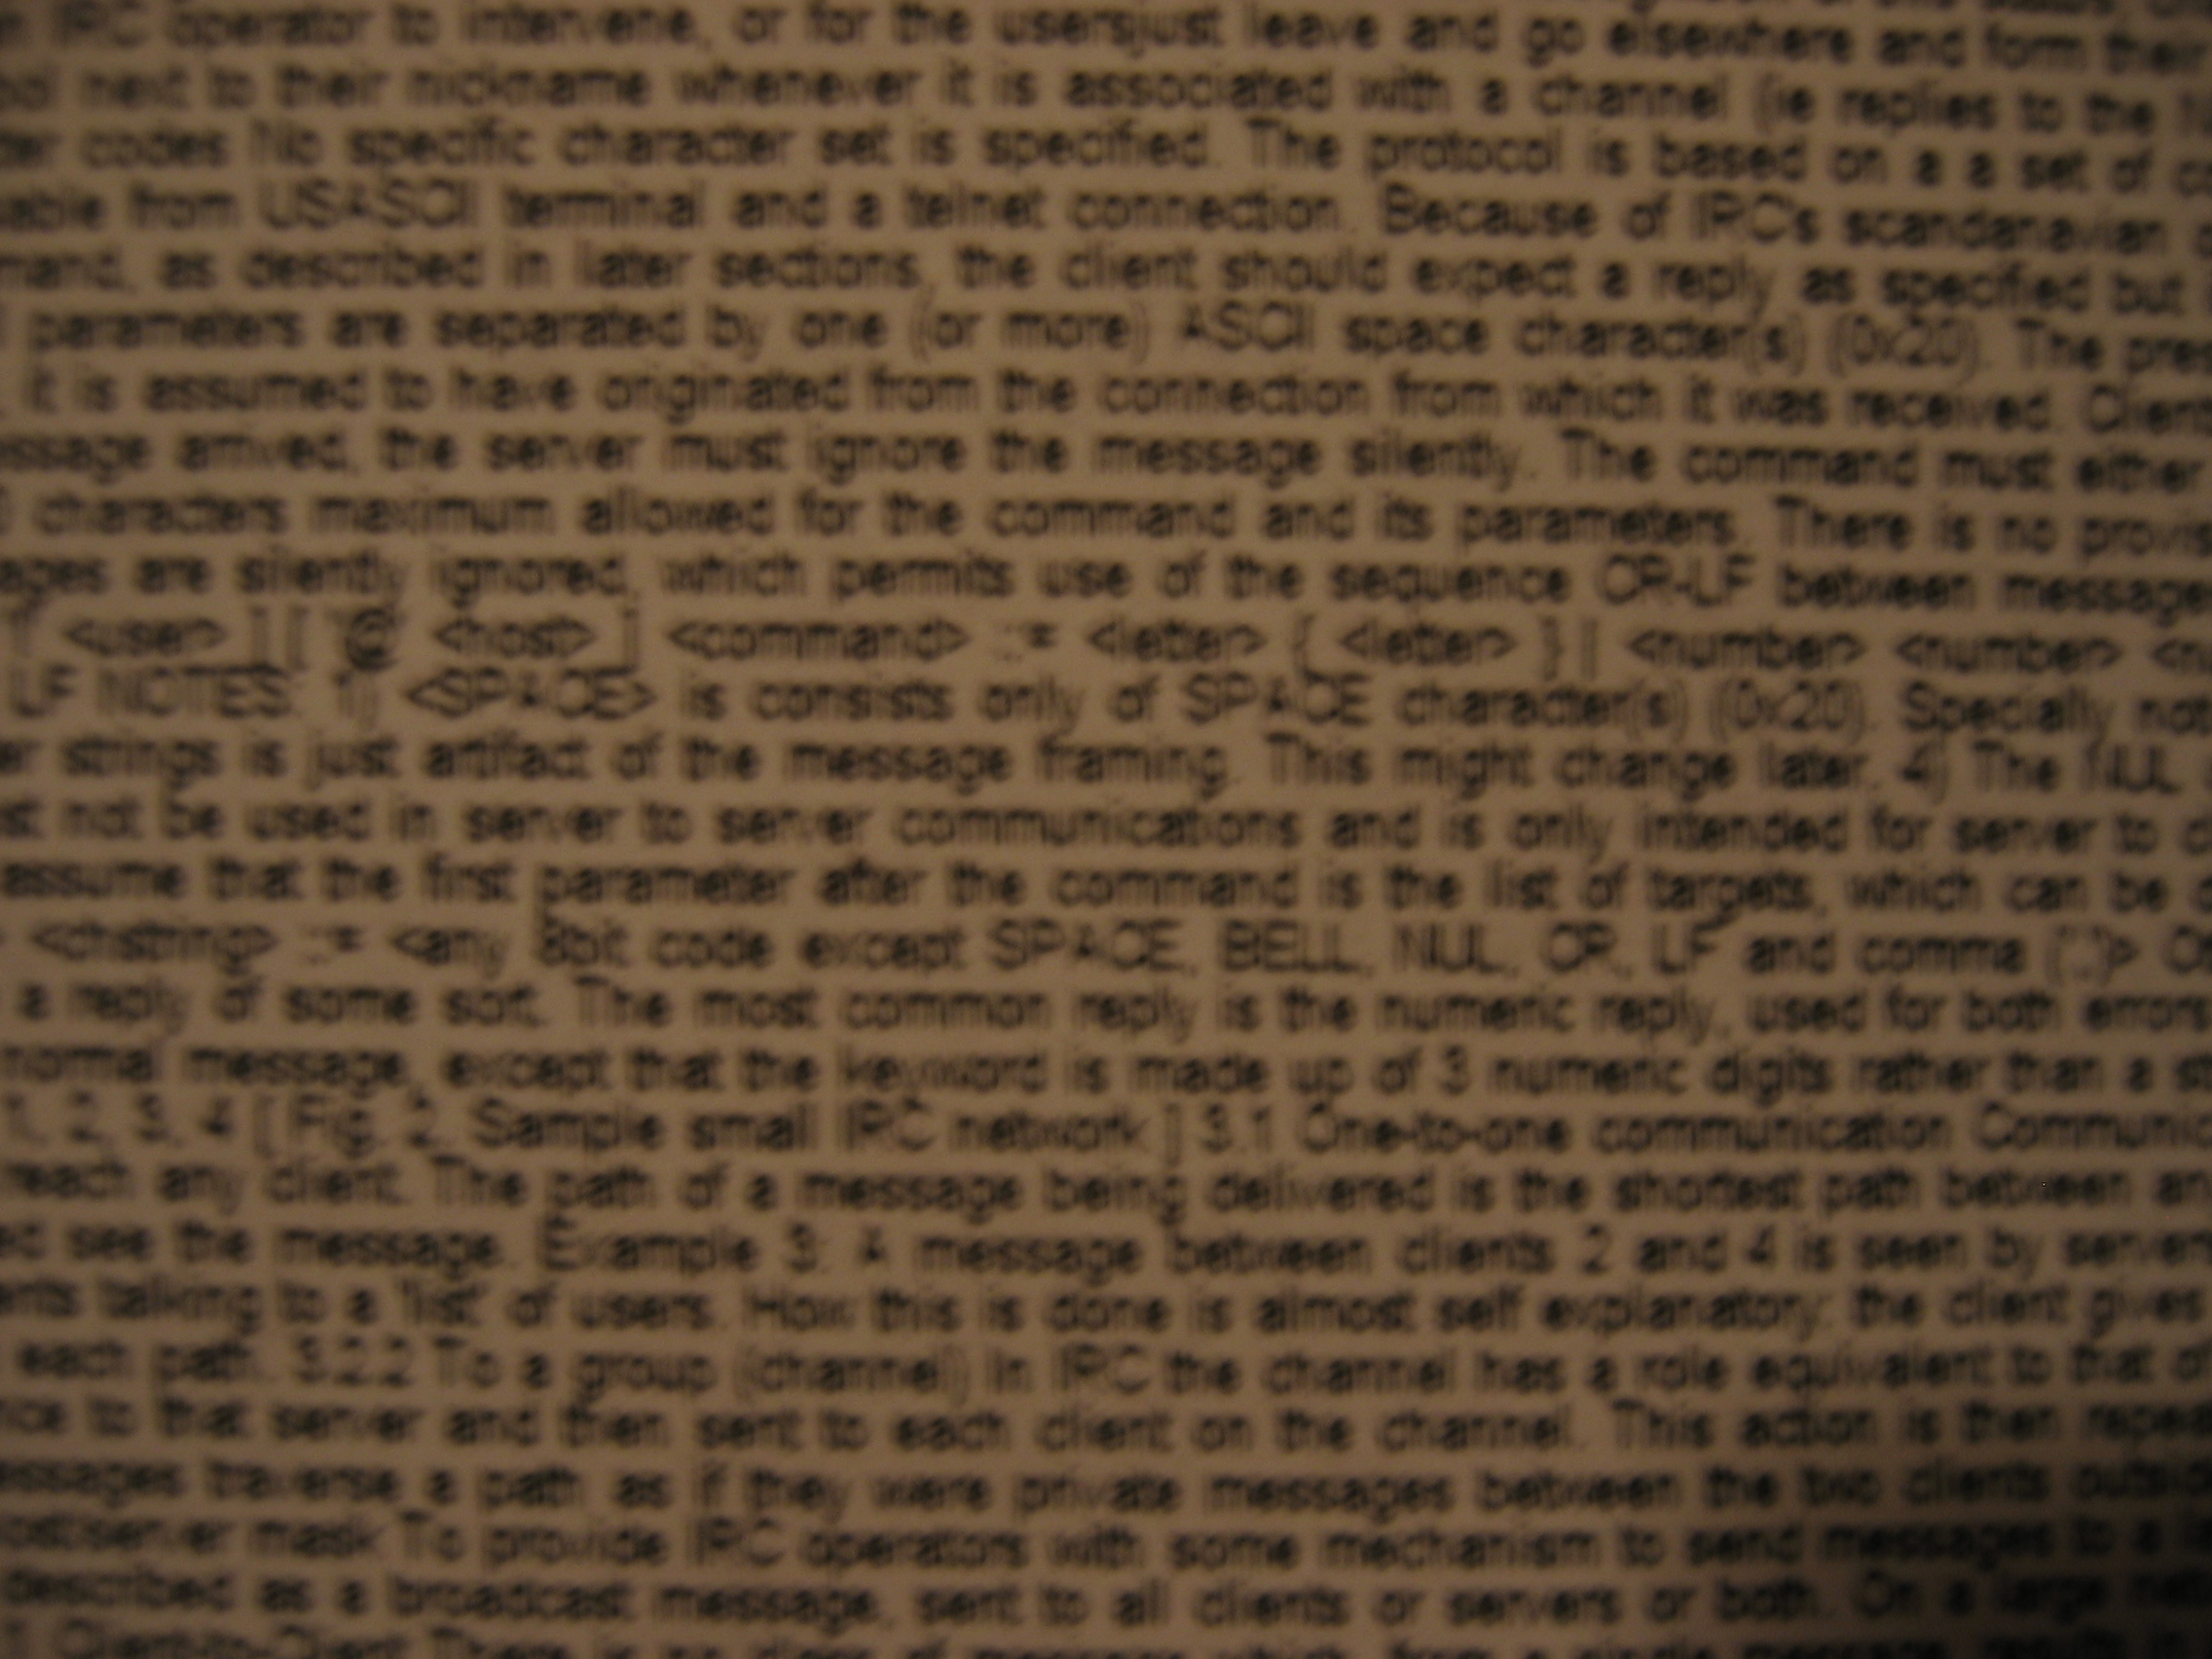 IRC operator to intervene, or for the usersjust leave and go elsewhere and form their
next to their nickname whenever it is associated with a channel (ie replies to the
codes No specific character set is specified. The protocol is based on a a set of
from USASCII terminal and a telnet connection. Because of IRCs scandanavian
as described in later sections, the client should expect a reply as specified but
parameters are separated by one (or more) ASCII space character(s) (0x20). The
it is assumed to have originated from the connection from which it was received.
arrived, the server must ignore the message silently. The command must either
characters maximum allowed for the command and its parameters. There is no
are silently ignored, which permits use of the sequence CR-LF between
<user> ] [ '@' <host> ] <command> ::= <letter> { <letter> } | <number> <number>
LF NOTES: 1) <SPACE> is consists only of SPACE character(s) (0x20). Specially
strings is just artifact of the message framing. This might change later. 4) The NUL
not be used in server to server communications and is only intended for server to
assume that the first parameter after the command is the list of targets, which can be
<chstring> ::= <any 8bit code except SPACE, BELL, NUL, CR, LF and comma (',')>
a reply of some sort. The most common reply is the numeric reply, used for both errors
normal message, except that the keyword is made up of 3 numeric digits rather than a
1, 2, 3, 4 [ Fig. 2. Sample small IRC network ] 3.1 One-to-one communication
reach any client. The path of a message being delivered is the shortest path between
see the message. Example 3: A message between clients 2 and 4 is seen by
talking to a 'list' of users. How this is done is almost self explanatory: the client gives
each path. 3.2.2 To a group (channel) In IRC the channel has a role equivalent to that
to that server and then sent to each client on the channel. This action is then
traverse a path as if they were private messages between the two clients
mask To provide IRC operators with some mechanism to send messages to a
described as a broadcast message, sent to all clients or servers or both. On a large